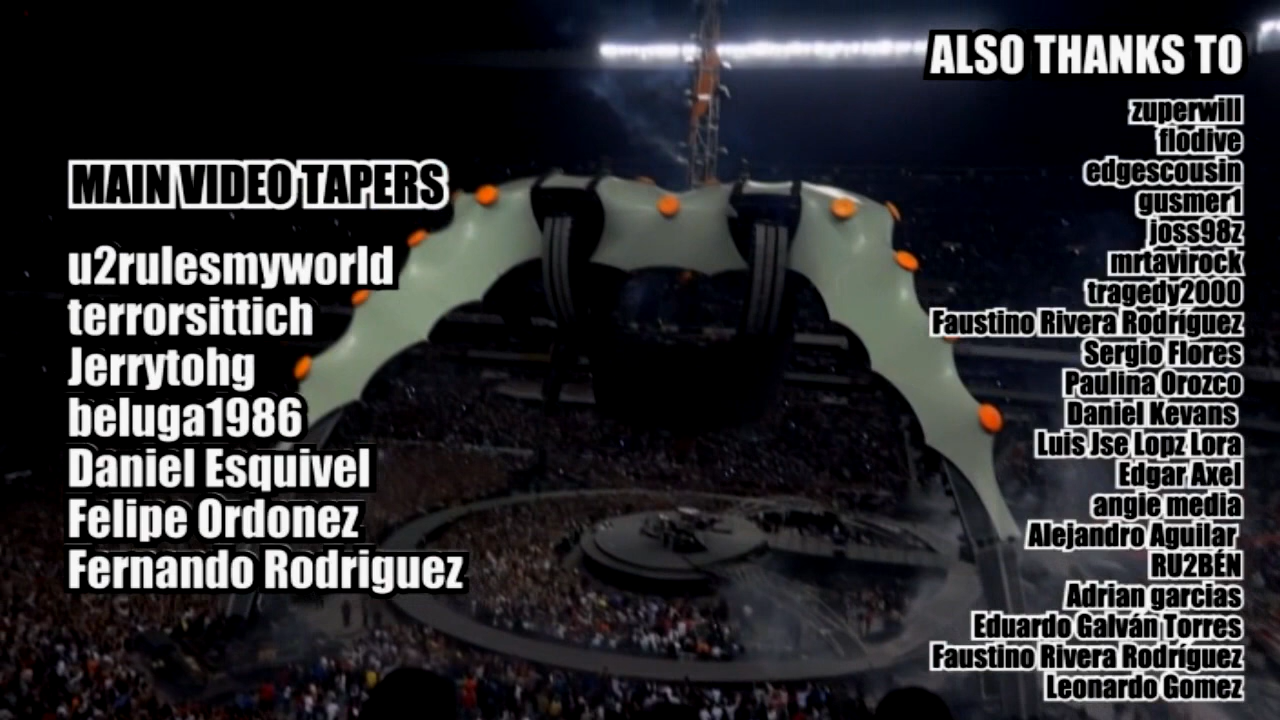 MAIN VIDEO TAPERS
u2rulesmyworld
terrorsittich
Jerrytohg
beluga1986
Daniel Esquivel
Felipe Ordonez
Fernando Rodriguez
ALSO THANKS TO
zuperwill
flodive
edgescousin
gusmer1
joss98z
mrtavirock
tragedy2000
Faustino Rivera Rodríguez
Sergio Flores
Paulina Orozco
Daniel Kevans
Luis Jse Lopz Lora
Edgar Axel
angie media
Alejandro Aguilar
RU2BÉN
Adrian garcias
Eduardo Galván Torres
Faustino Rivera Rodríguez
Leonardo Gomez